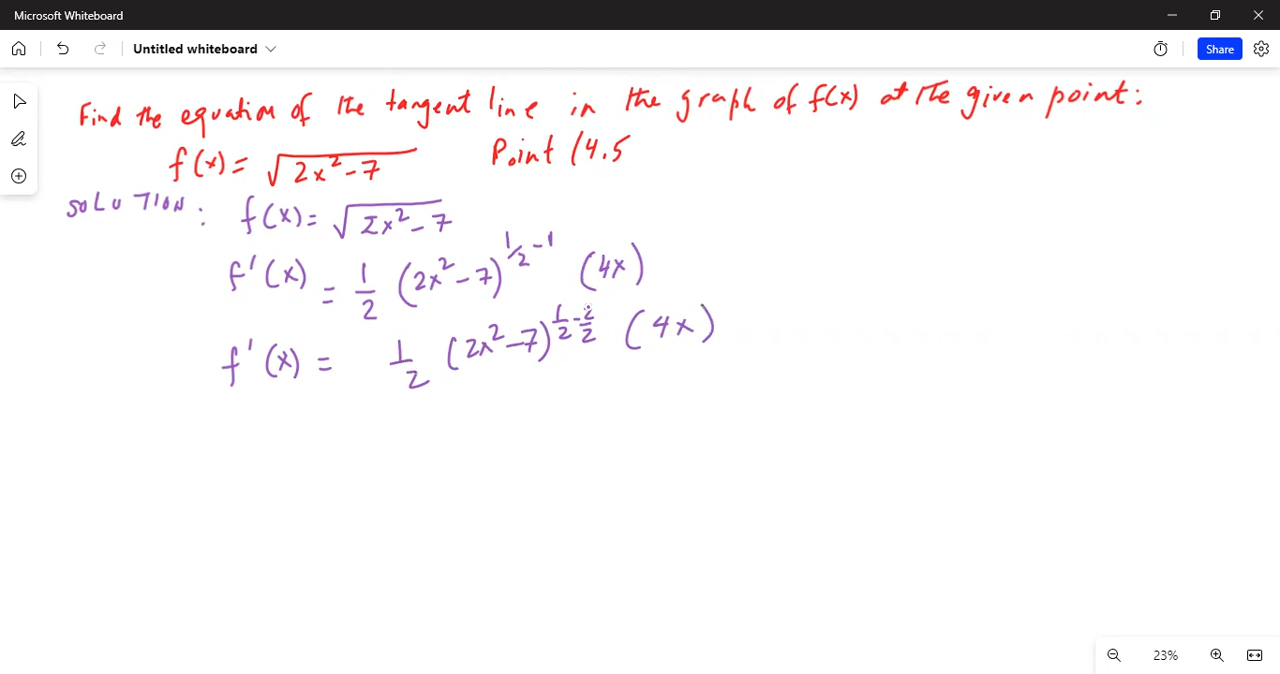 Microsoft Whiteboard
Untitled whiteboard
Share
Find the equation of the tangent line in the graph of f(x) at the given point:
f(x) = √(2x² - 7) Point (4.5
SOLUTION: f(x) = √(2x² - 7)
f'(x) = 1/2 (2x² - 7)^(1/2 - 1) (4x)
f'(x) = 1/2 (2x² - 7)^(1/2 - 2/2) (4x)
23%